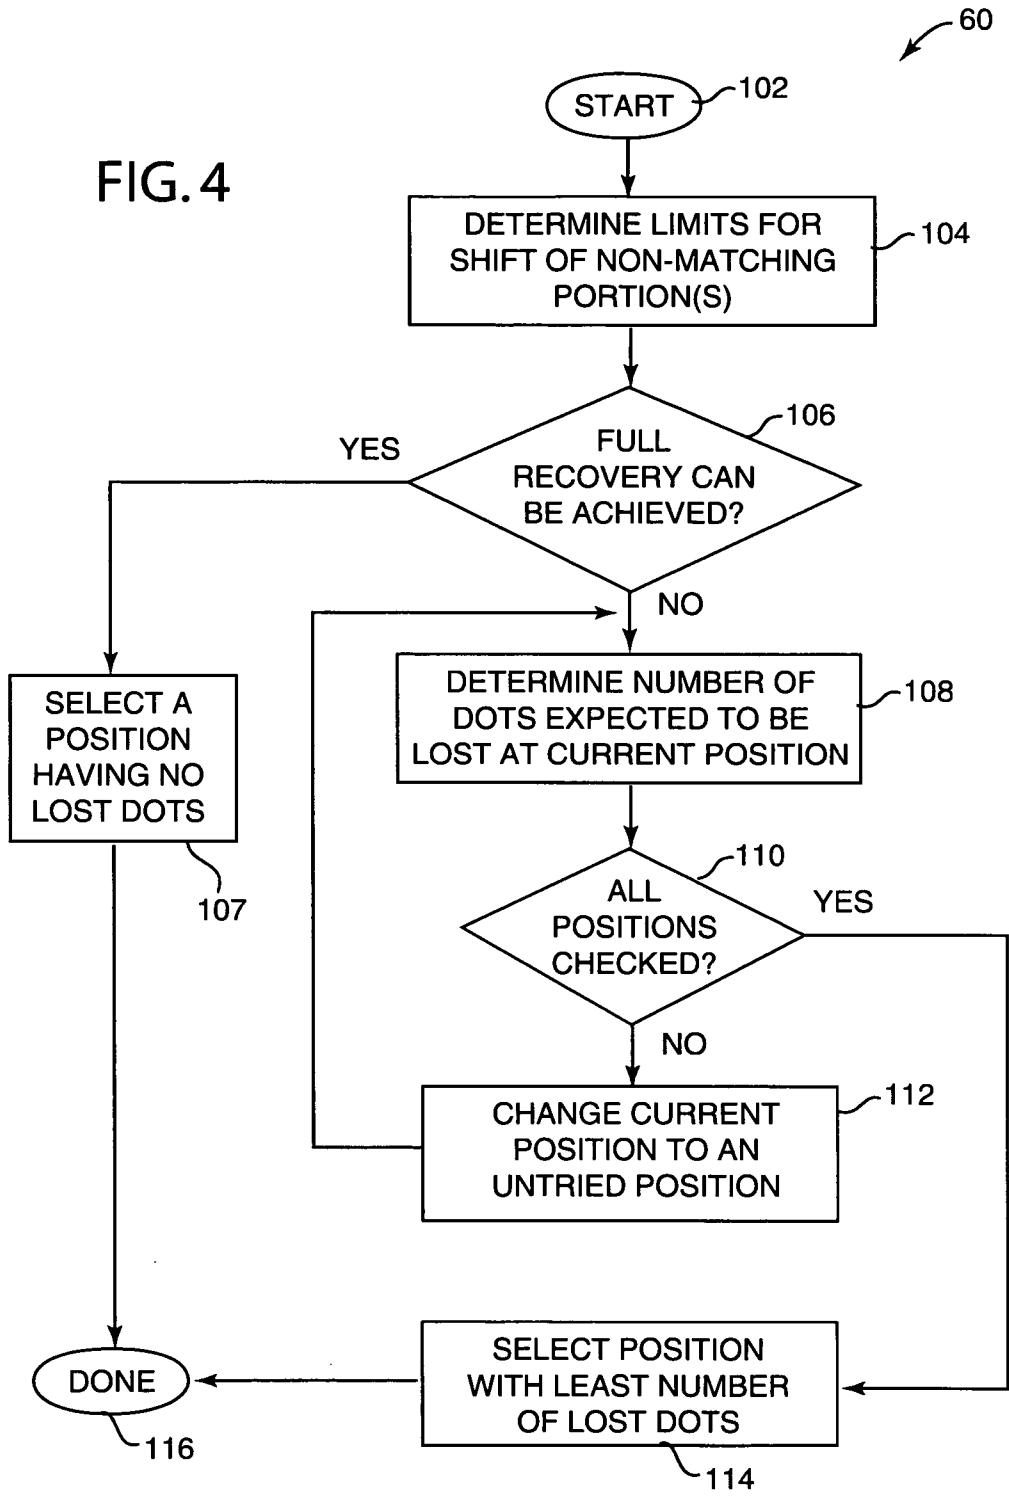 60
START
102
FIG. 4
DETERMINE LIMITS FOR
SHIFT OF NON-MATCHING
PORTION(S)
104
106
YES
FULL
RECOVERY CAN
BE ACHIEVED?
NO
DETERMINE NUMBER OF
DOTS EXPECTED TO BE
LOST AT CURRENT POSITION
108
SELECT A
POSITION
HAVING NO
LOST DOTS
107
110
ALL
POSITIONS
CHECKED?
YES
NO
CHANGE CURRENT
POSITION TO AN
UNTRIED POSITION
112
SELECT POSITION
WITH LEAST NUMBER
OF LOST DOTS
114
DONE
116